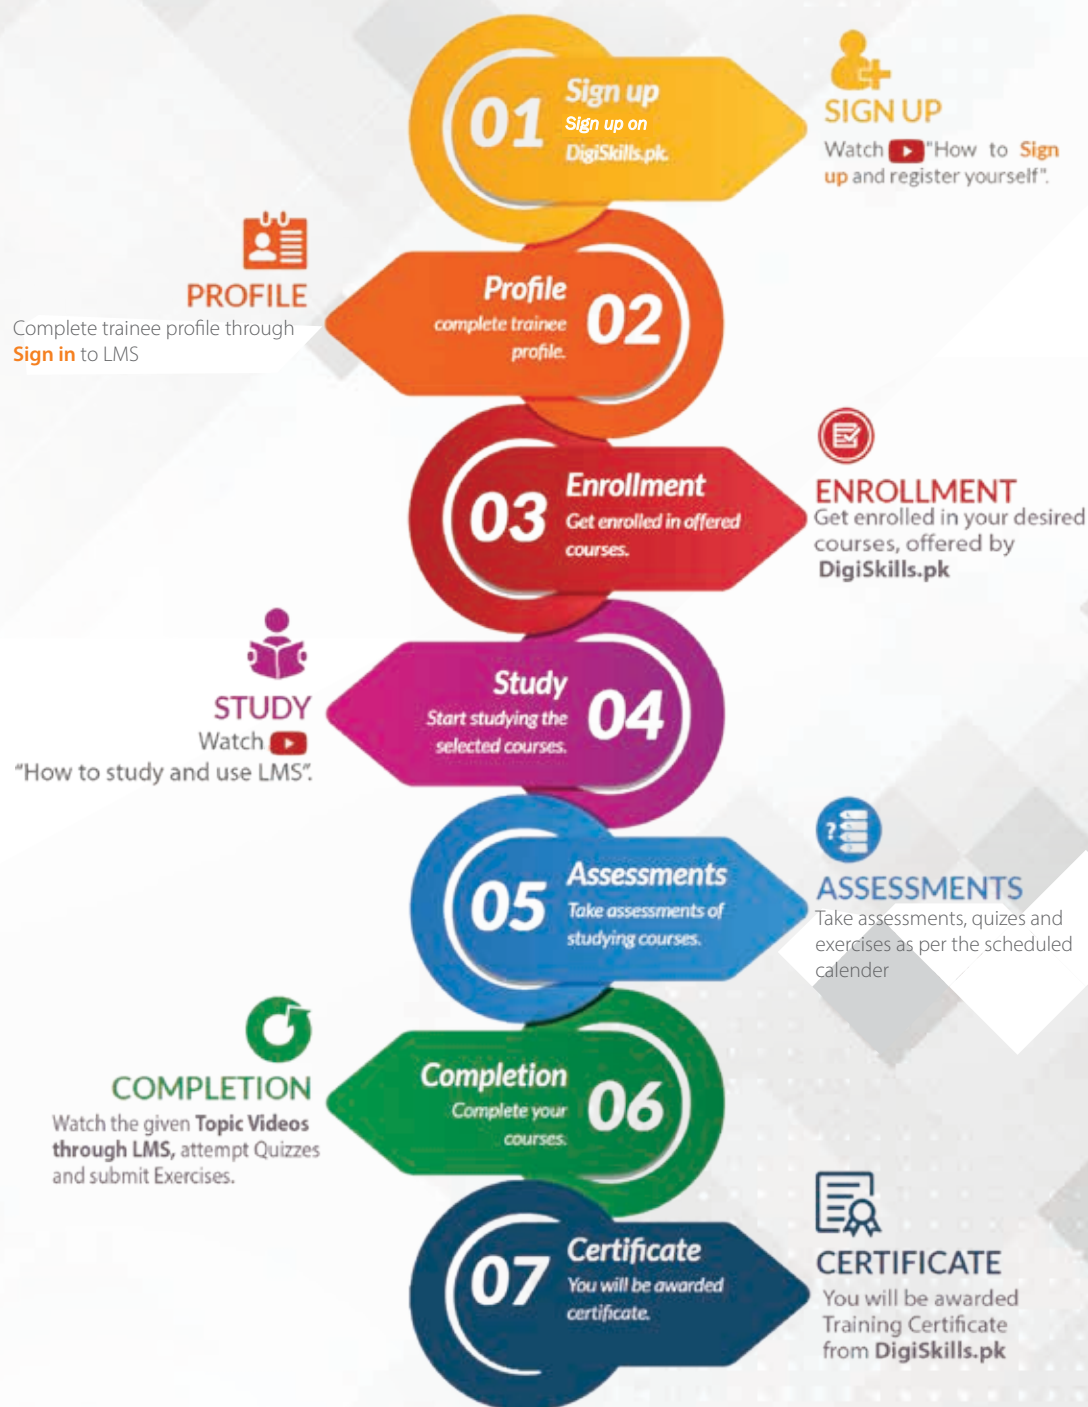 01
Sign up
Sign up on
DigiSkills.pk.
SIGN UP
Watch "How to Sign
up and register yourself".
PROFILE
Complete trainee profile through
Sign in to LMS
Profile
complete trainee
profile.
02
03
Enrollment
Get enrolled in offered
courses.
ENROLLMENT
Get enrolled in your desired
courses, offered by
DigiSkills.pk
STUDY
Watch
“How to study and use LMS”.
Study
Start studying the
selected courses.
04
05
Assessments
Take assessments of
studying courses.
?
ASSESSMENTS
Take assessments, quizes and
exercises as per the scheduled
calender
COMPLETION
Watch the given Topic Videos
through LMS, attempt Quizzes
and submit Exercises.
Completion
Complete your
courses.
06
07
Certificate
You will be awarded
certificate.
CERTIFICATE
You will be awarded
Training Certificate
from DigiSkills.pk